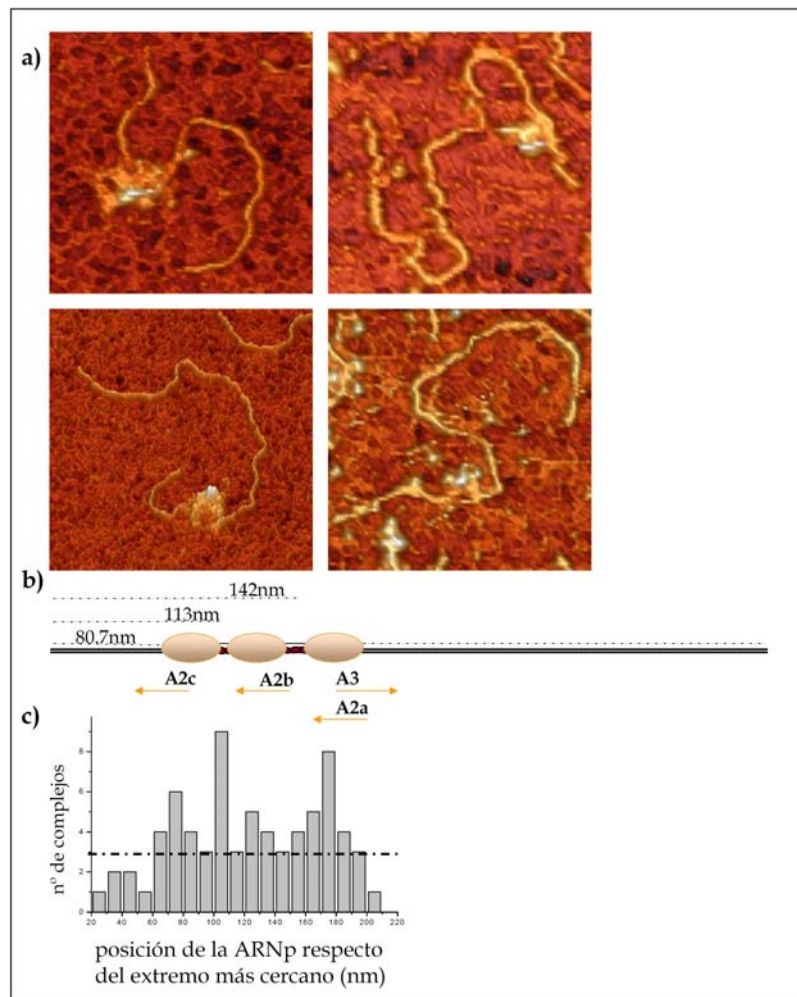 a)
b)
142nm
113nm
80.7nm
A2c A2b A3
A2a
c)
8
6
4
2
0
20 40 60 80 100 120 140 160 180 200 220
nº de complejos
posición de la ARNp respecto
del extremo más cercano (nm)